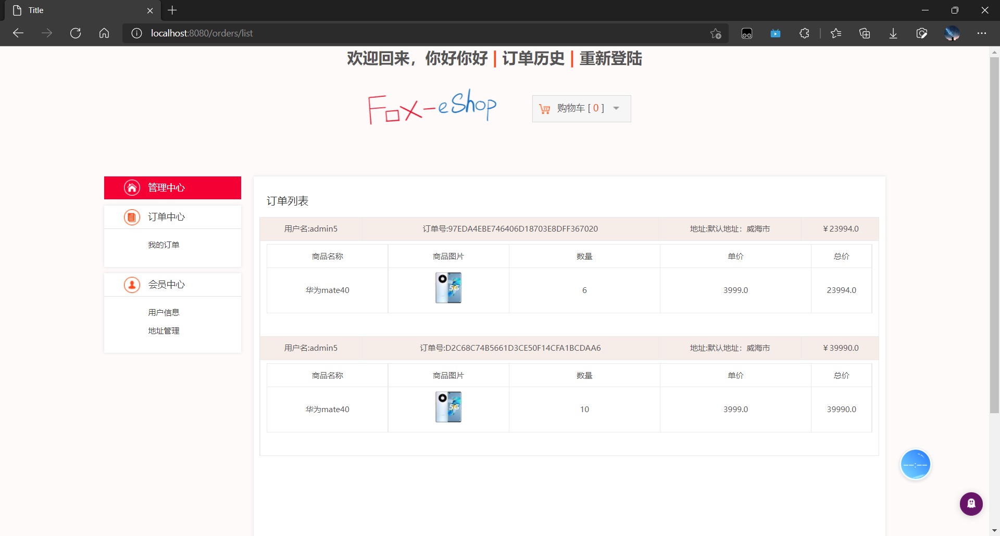 Title
localhost:8080/orders/list
欢迎回来，你好你好 | 订单历史 | 重新登陆
Fox-eShop
购物车 [ 0 ]
管理中心
订单中心
我的订单
会员中心
用户信息
地址管理
订单列表
用户名:admin5 订单号:97EDA4EBE746406D18703E8DFF367020 地址:默认地址：威海市 ¥23994.0
商品名称 商品图片 数量 单价 总价
5G
华为mate40 6 3999.0 23994.0
用户名:admin5 订单号:D2C68C74B5661D3CE50F14CFA1BCDAA6 地址:默认地址：威海市 ¥39990.0
商品名称 商品图片 数量 单价 总价
5G
华为mate40 10 3999.0 39990.0
--:--